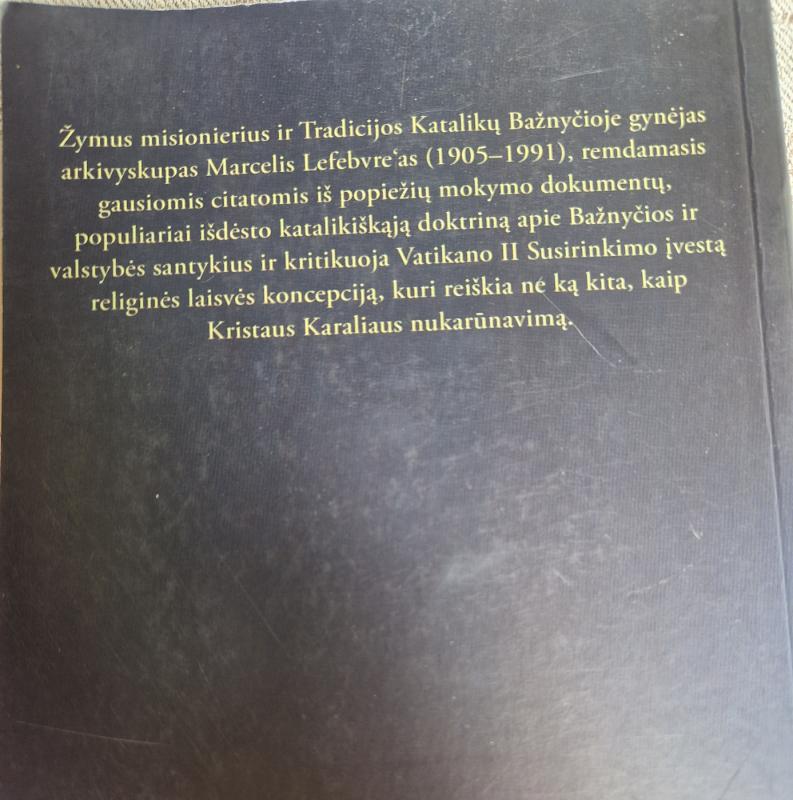 Žymus misionierius ir Tradicijos Katalikų Bažnyčioje gynėjas
arkivyskupas Marcelis Lefebvre‘as (1905–1991), remdamasis
gausiomis citatomis iš popiežių mokymo dokumentų,
populiariai išdėsto katalikiškąją doktriną apie Bažnyčios ir
valstybės santykius ir kritikuoja Vatikano II Susirinkimo įvestą
religinės laisvės koncepciją, kuri reiškia ne ką kita, kaip
Kristaus Karaliaus nukarūnavimą.